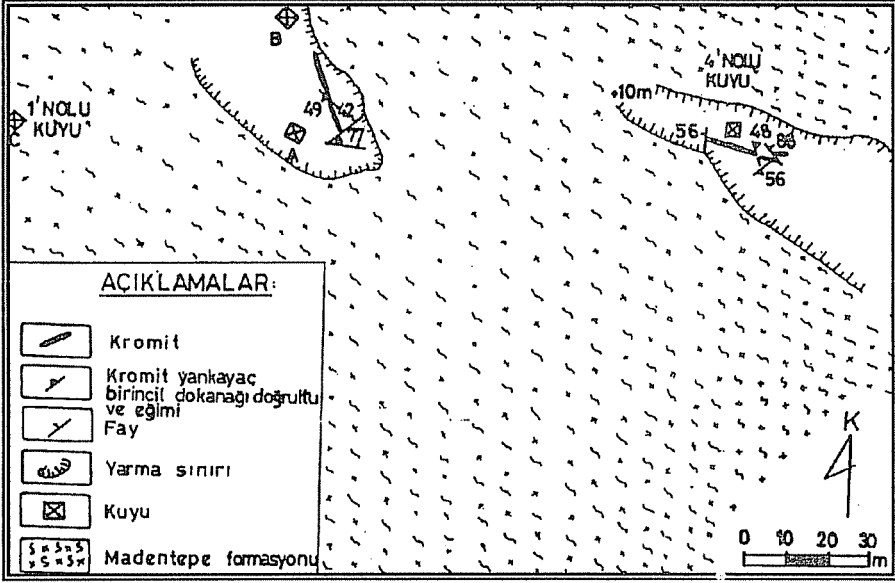 B
49
42
77
A
1'NOLU
KUYU
C
4'NOLU
KUYU
+10m
56
48
56
AÇIKLAMALAR:
Kromit
Kromit yankayaç
birincil dokanağı doğrultu
ve eğimi
Fay
Yarma sınırı
Kuyu
Madentepe formasyonu
K
0 10 20 30
m